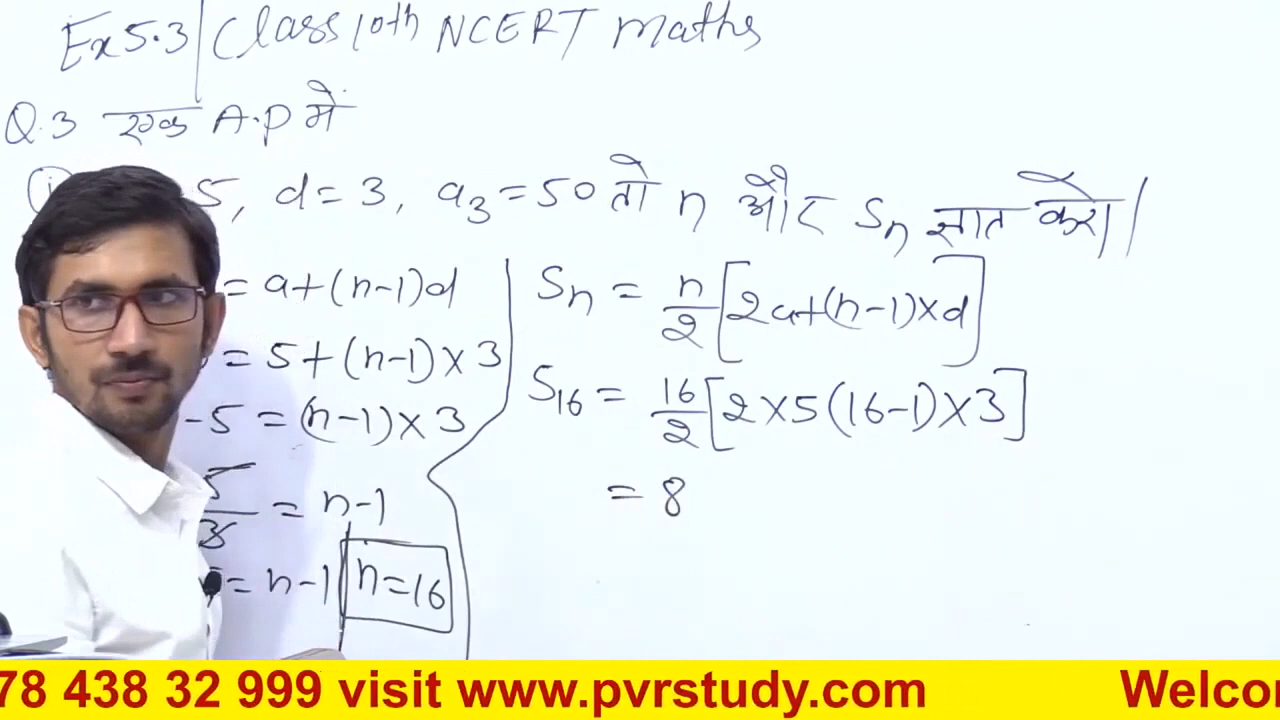 Ex 5.3 | Class 10th NCERT Maths
Q.3 एक A.P मे
5, d = 3, a₃ = 50 तो n और Sn ज्ञात करो|
= a+(n-1)d
= 5+(n-1)×3
-5 = (n-1)×3
= n-1
= n-1 n=16
Sn = n/2 [2a+(n-1)×d]
S16 = 16/2 [2×5(16-1)×3]
= 8
78 438 32 999 visit www.pvrstudy.com Welcor